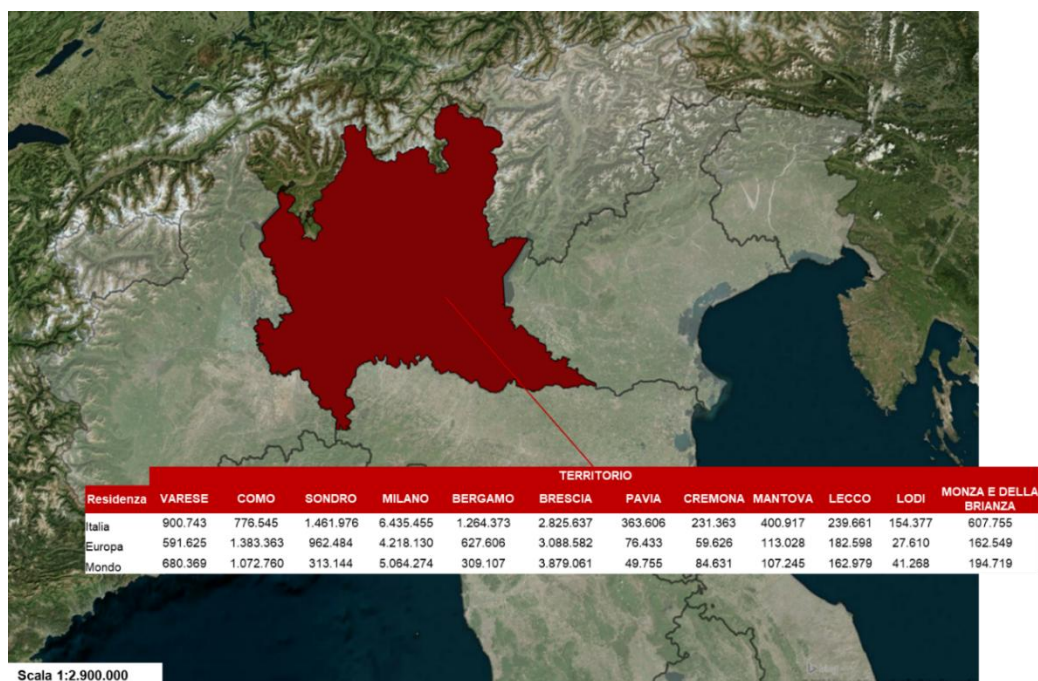 TERRITORIO
Residenza VARESE COMO SONDRO MILANO BERGAMO BRESCIA PAVIA CREMONA MANTOVA LECCO LODI MONZA E DELLA BRIANZA
Italia 900.743 776.545 1.461.976 6.435.455 1.264.373 2.825.637 363.606 231.363 400.917 239.661 154.377 607.755
Europa 591.625 1.383.363 962.484 4.218.130 627.606 3.088.582 76.433 59.626 113.028 182.598 27.610 162.549
Mondo 680.369 1.072.760 313.144 5.064.274 309.107 3.879.061 49.755 84.631 107.245 162.979 41.268 194.719
Scala 1:2.900.000